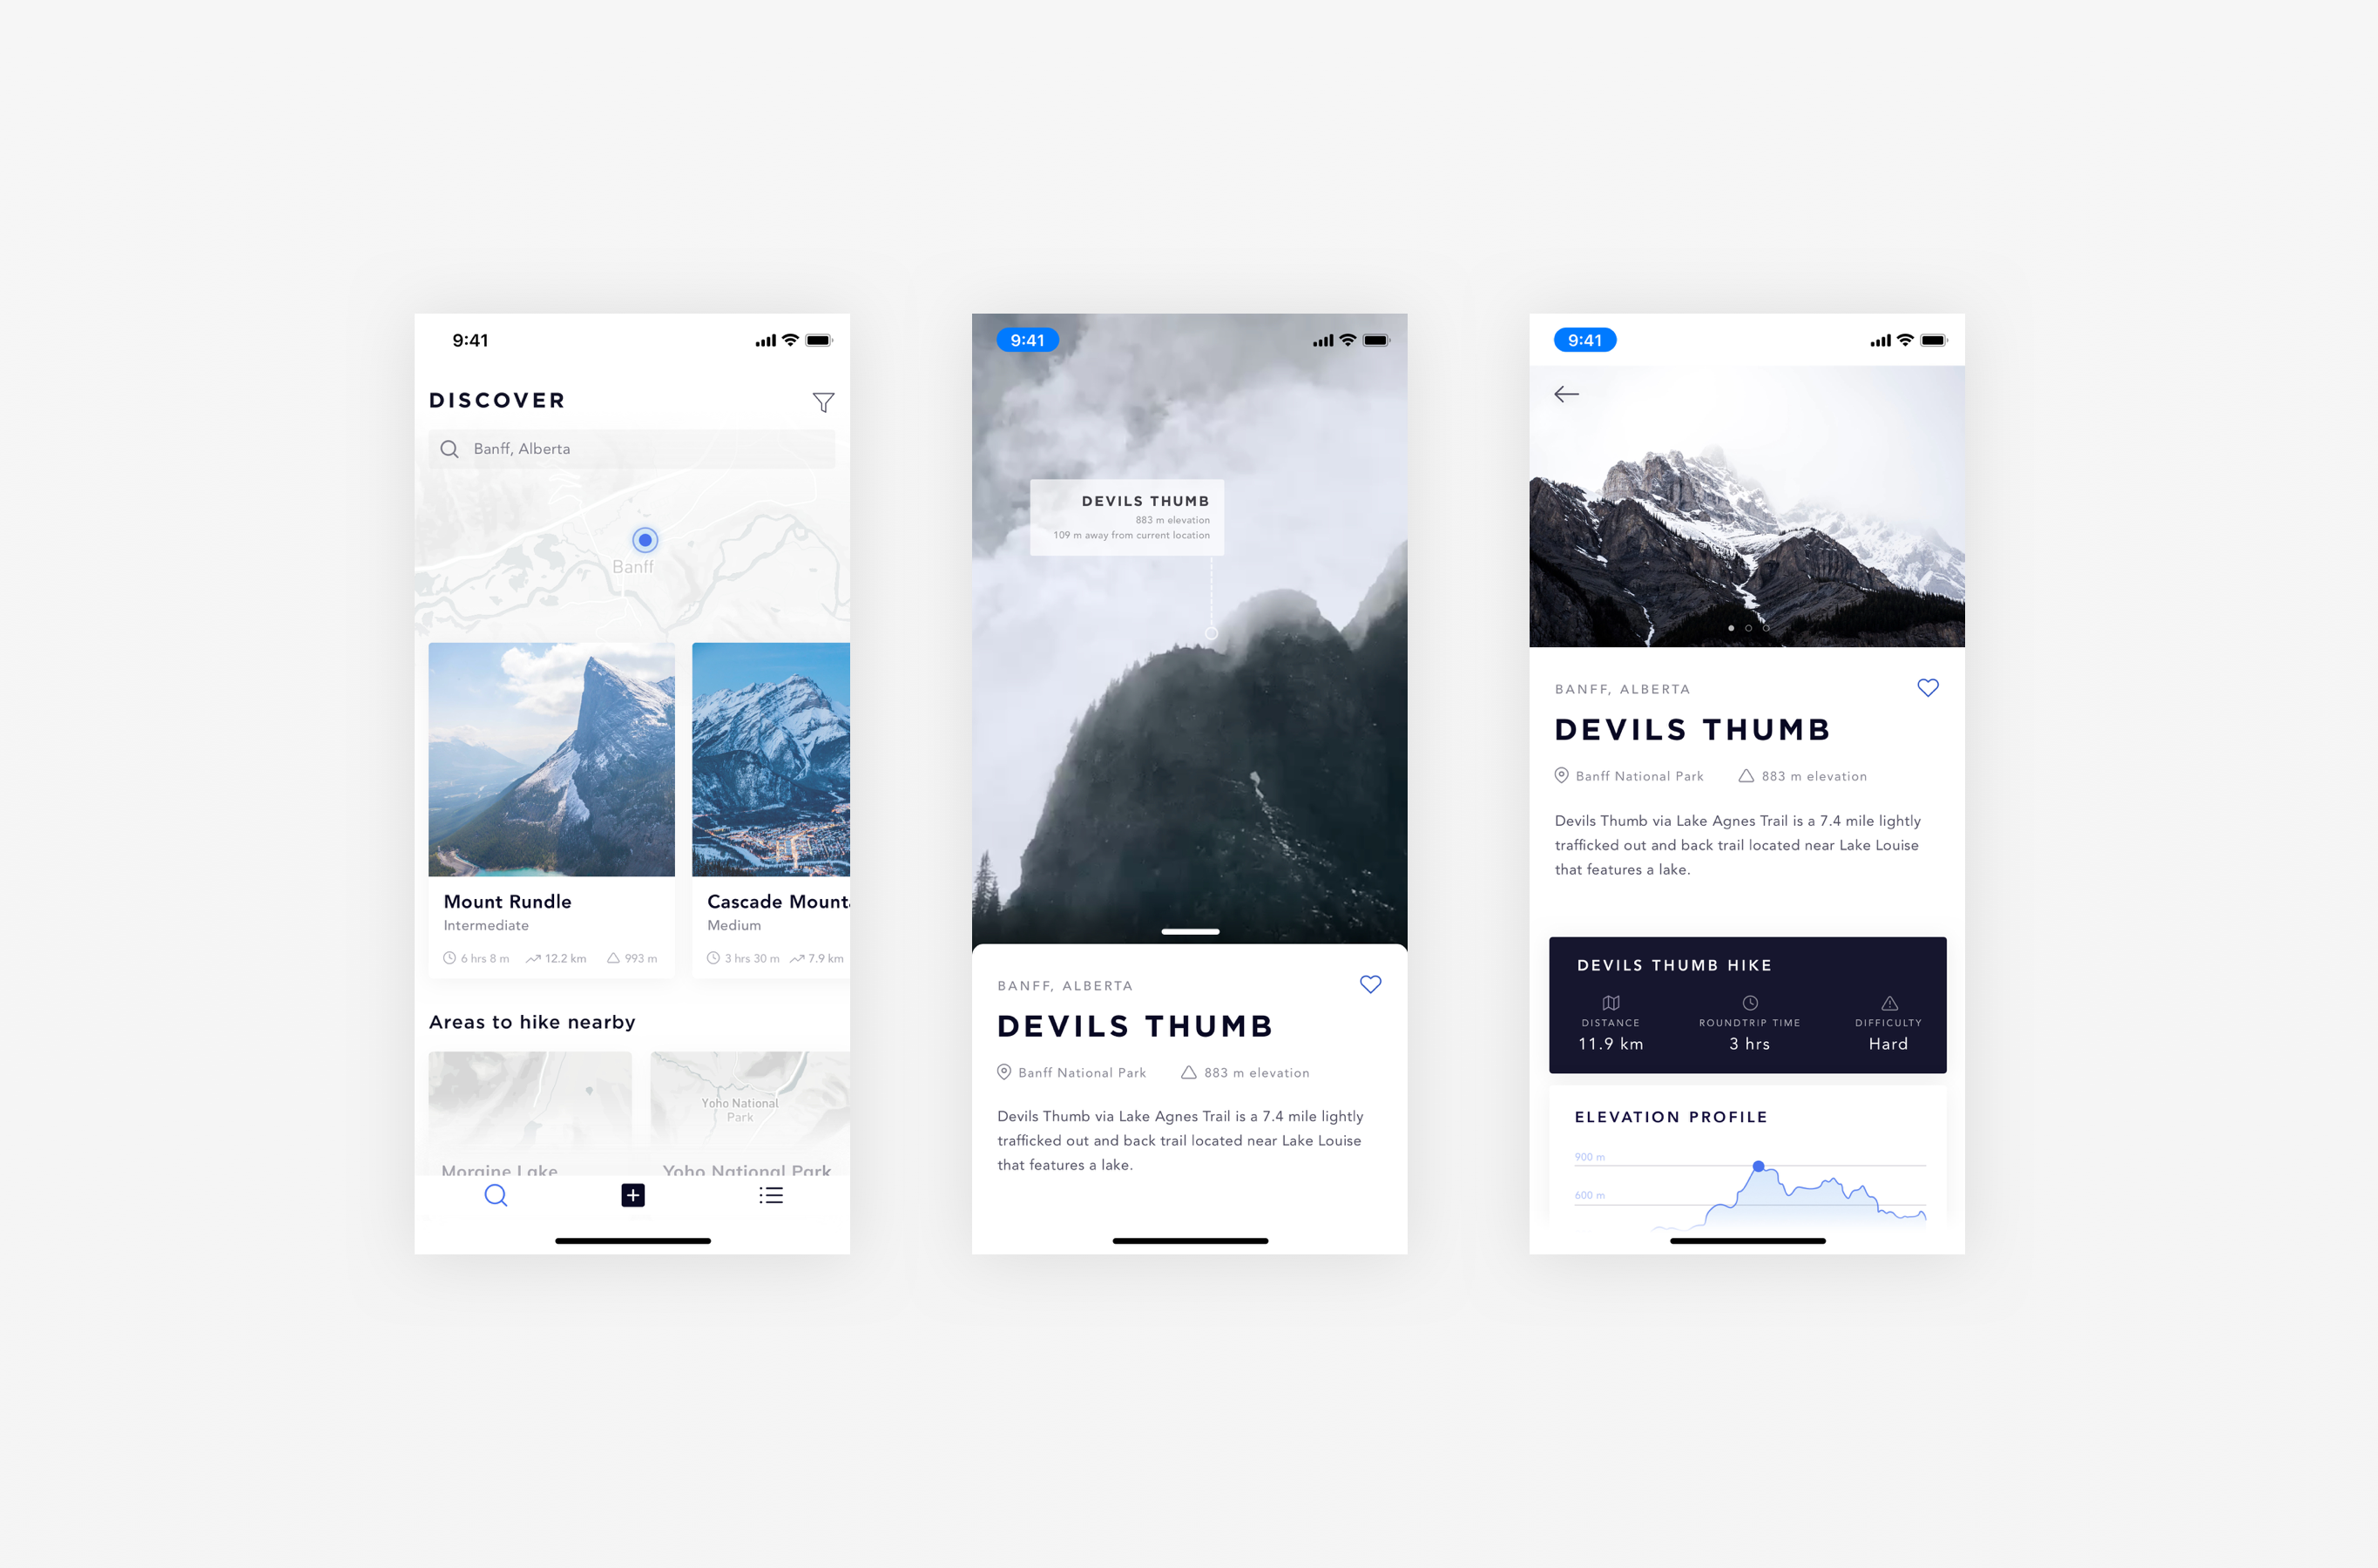 9:41
DISCOVER
Banff, Alberta
Banff
Mount Rundle
Intermediate
6 hrs 8 m 12.2 km 993 m
Cascade Mount
Medium
3 hrs 30 m 7.9 km
Areas to hike nearby
Yoho National
Park
Moraine Lake
Yoho National Park
9:41
DEVILS THUMB
883 m elevation
109 m away from current location
BANFF, ALBERTA
DEVILS THUMB
Banff National Park 883 m elevation
Devils Thumb via Lake Agnes Trail is a 7.4 mile lightly
trafficked out and back trail located near Lake Louise
that features a lake.
9:41
BANFF, ALBERTA
DEVILS THUMB
Banff National Park 883 m elevation
Devils Thumb via Lake Agnes Trail is a 7.4 mile lightly
trafficked out and back trail located near Lake Louise
that features a lake.
DEVILS THUMB HIKE
DISTANCE ROUNDTRIP TIME DIFFICULTY
11.9 km 3 hrs Hard
ELEVATION PROFILE
900 m
600 m